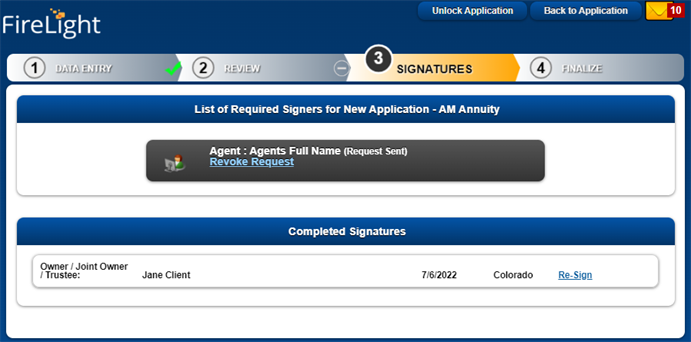 FireLight
Unlock Application
Back to Application
10
1 DATA ENTRY
2 REVIEW
3 SIGNATURES
4 FINALIZE
List of Required Signers for New Application - AM Annuity
Agent : Agents Full Name (Request Sent)
Revoke Request
Completed Signatures
Owner / Joint Owner
/ Trustee: Jane Client 7/6/2022 Colorado Re-Sign